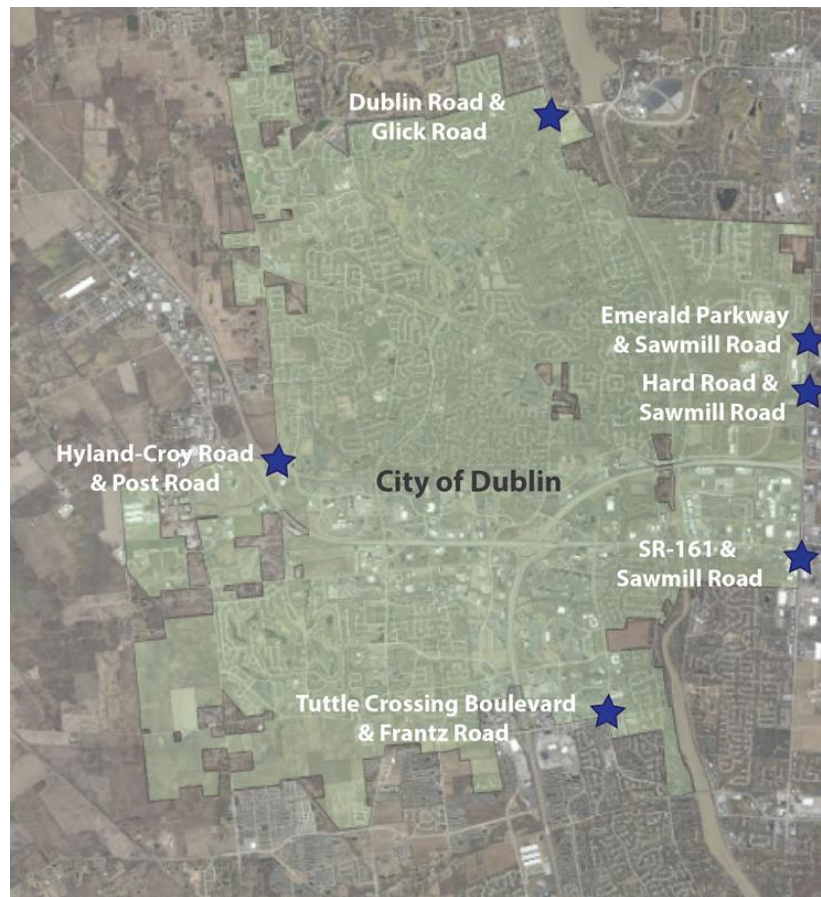 Dublin Road &
Glick Road
Emerald Parkway
& Sawmill Road
Hard Road &
Sawmill Road
Hyland-Croy Road
& Post Road
City of Dublin
SR-161 &
Sawmill Road
Tuttle Crossing Boulevard
& Frantz Road